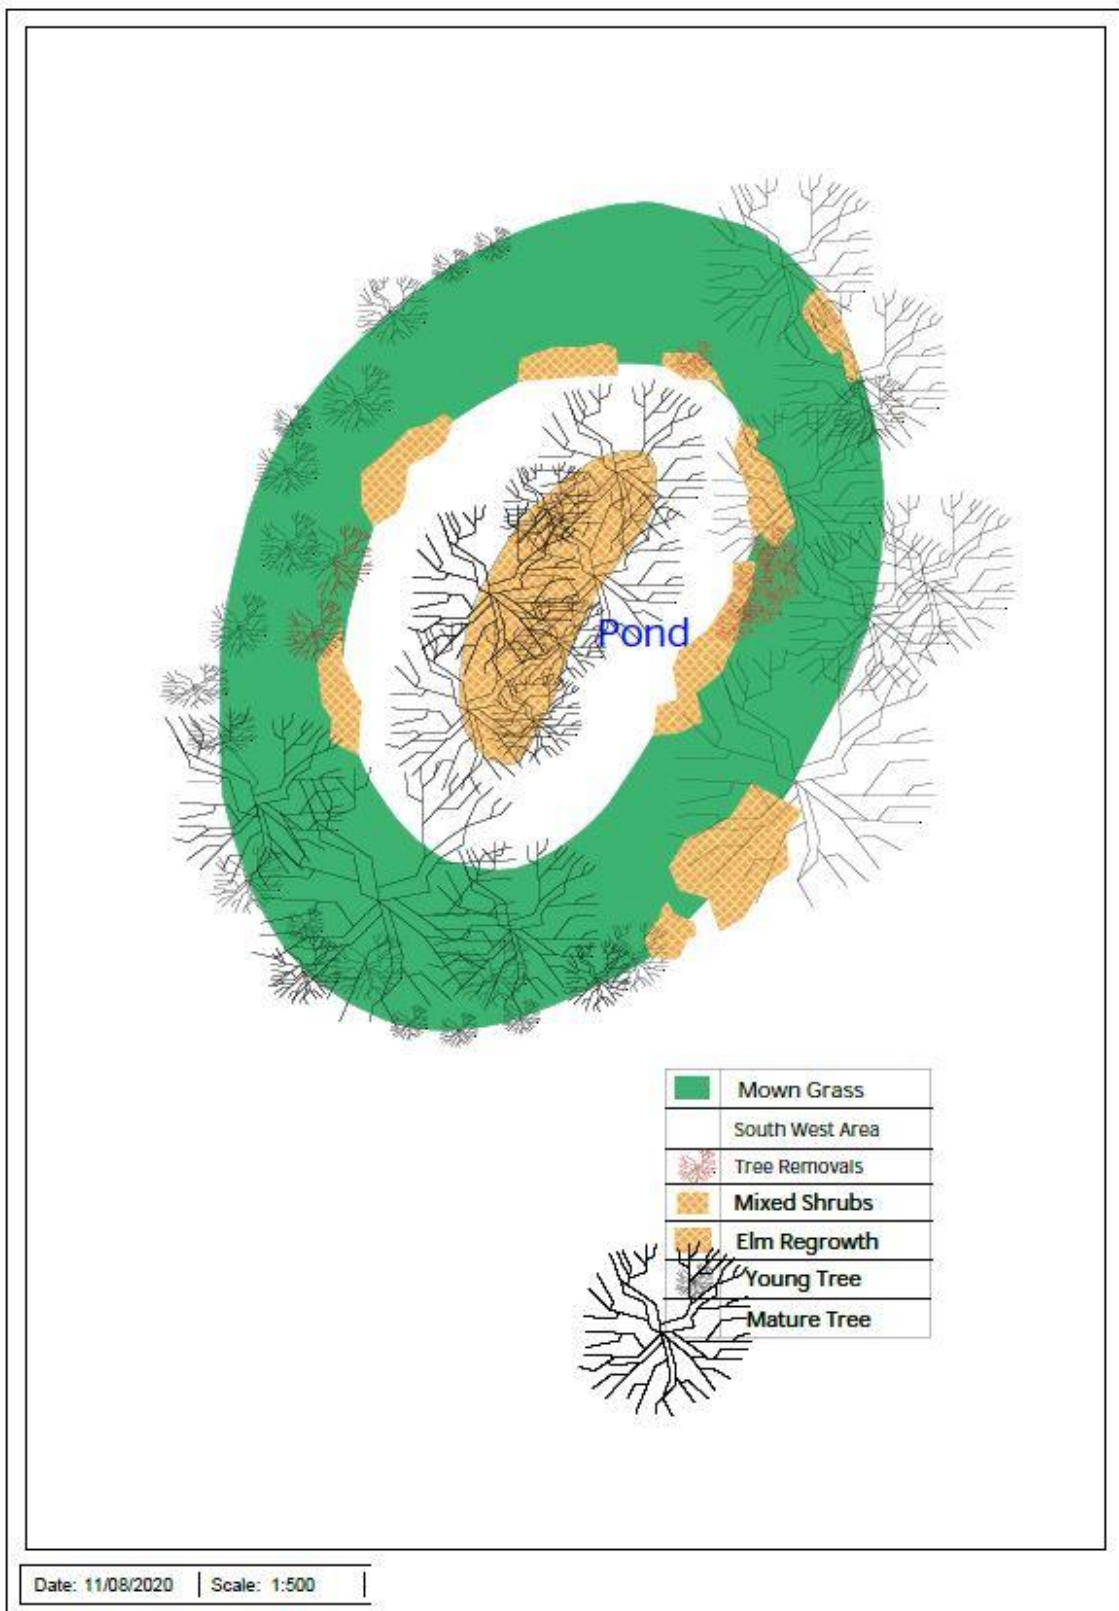 Pond
Mown Grass
South West Area
Tree Removals
Mixed Shrubs
Elm Regrowth
Young Tree
Mature Tree
Date: 11/08/2020 Scale: 1:500